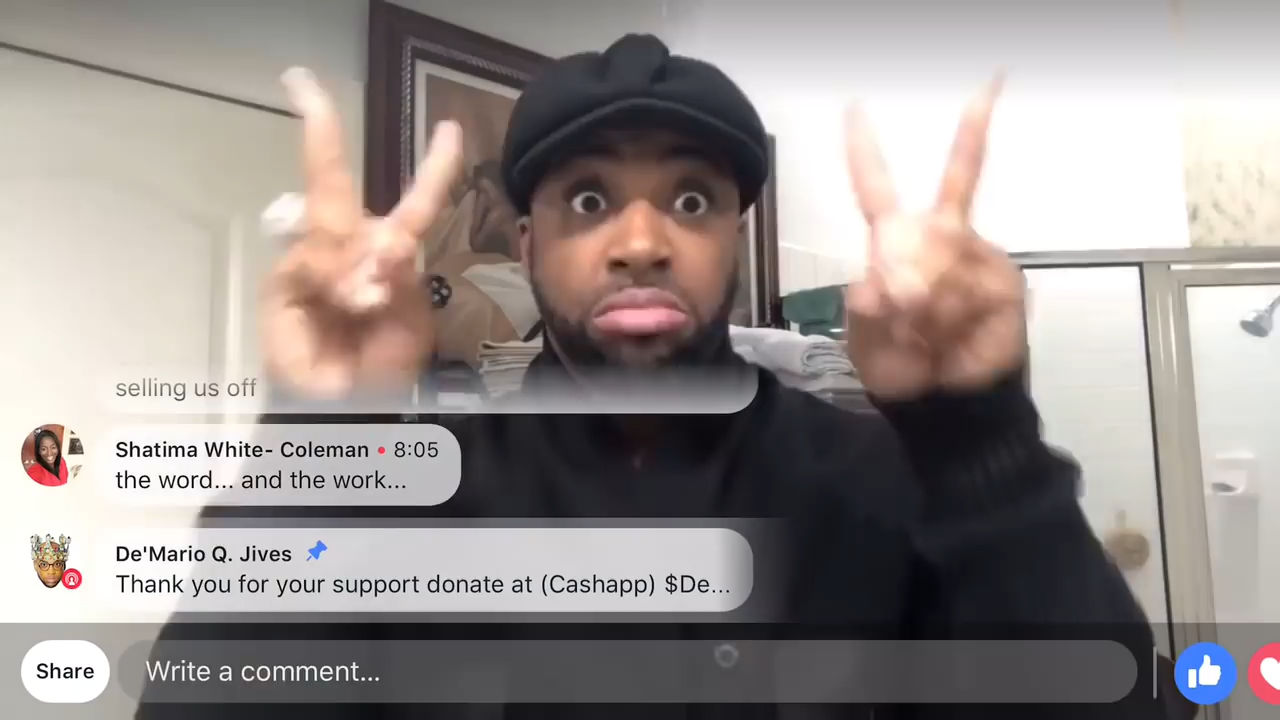 selling us off
Shatima White- Coleman • 8:05
the word... and the work...
De'Mario Q. Jives
Thank you for your support donate at (Cashapp) $De...
Share
Write a comment...